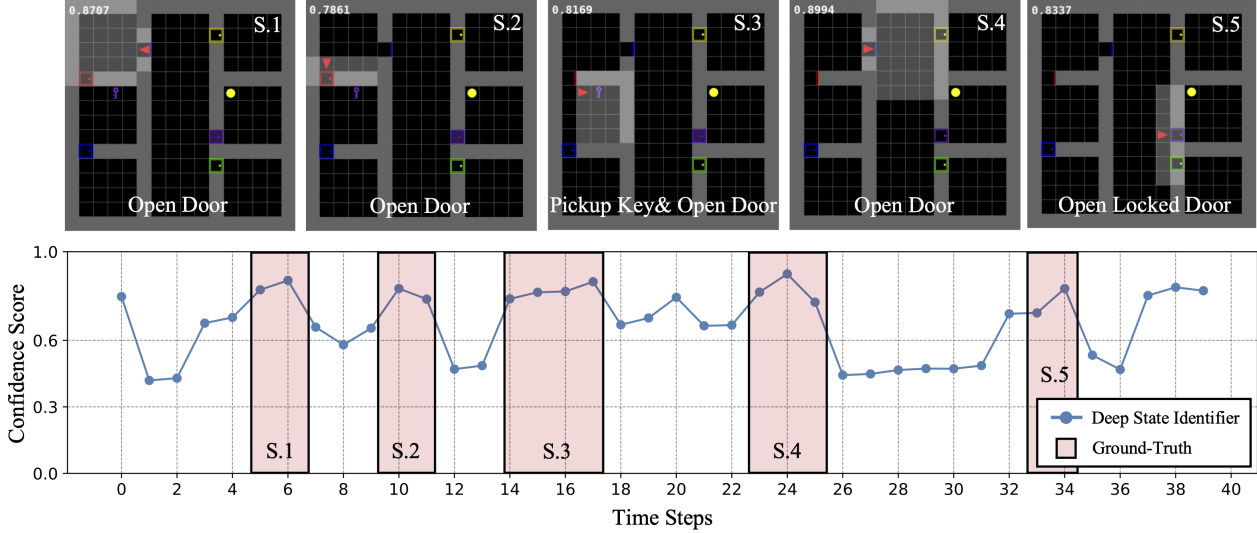 0.8707 S.1
Open Door
0.7861 S.2
Open Door
0.8169 S.3
Pickup Key& Open Door
0.8994 S.4
Open Door
0.8337 S.5
Open Locked Door
Confidence Score
1.0
0.6
0.3
0.0
S.1
S.2
S.3
S.4
S.5
Deep State Identifier
Ground-Truth
0 2 4 6 8 10 12 14 16 18 20 22 24 26 28 30 32 34 36 38 40
Time Steps